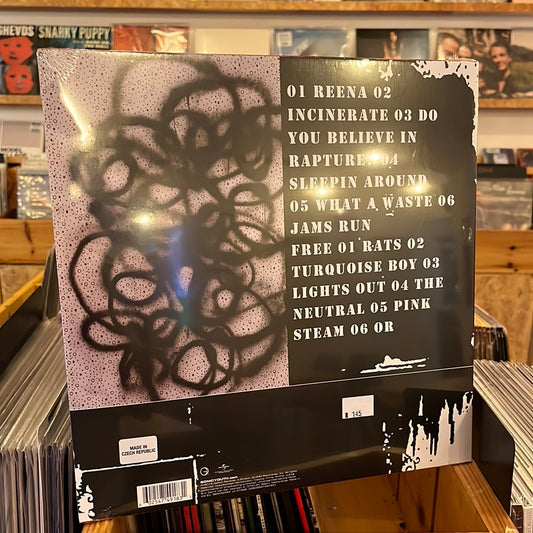 GHEADS
SNARKY PUPPY
01 REENA 02
INCINERATE 03 DO
YOU BELIEVE IN
RAPTURE? 04
SLEEPIN AROUND
05 WHAT A WASTE 06
JAMS RUN
FREE 01 RATS 02
TURQUOISE BOY 03
LIGHTS OUT 04 THE
NEUTRAL 05 PINK
STEAM 06 OR
145
MADE IN
CZECH REPUBLIC